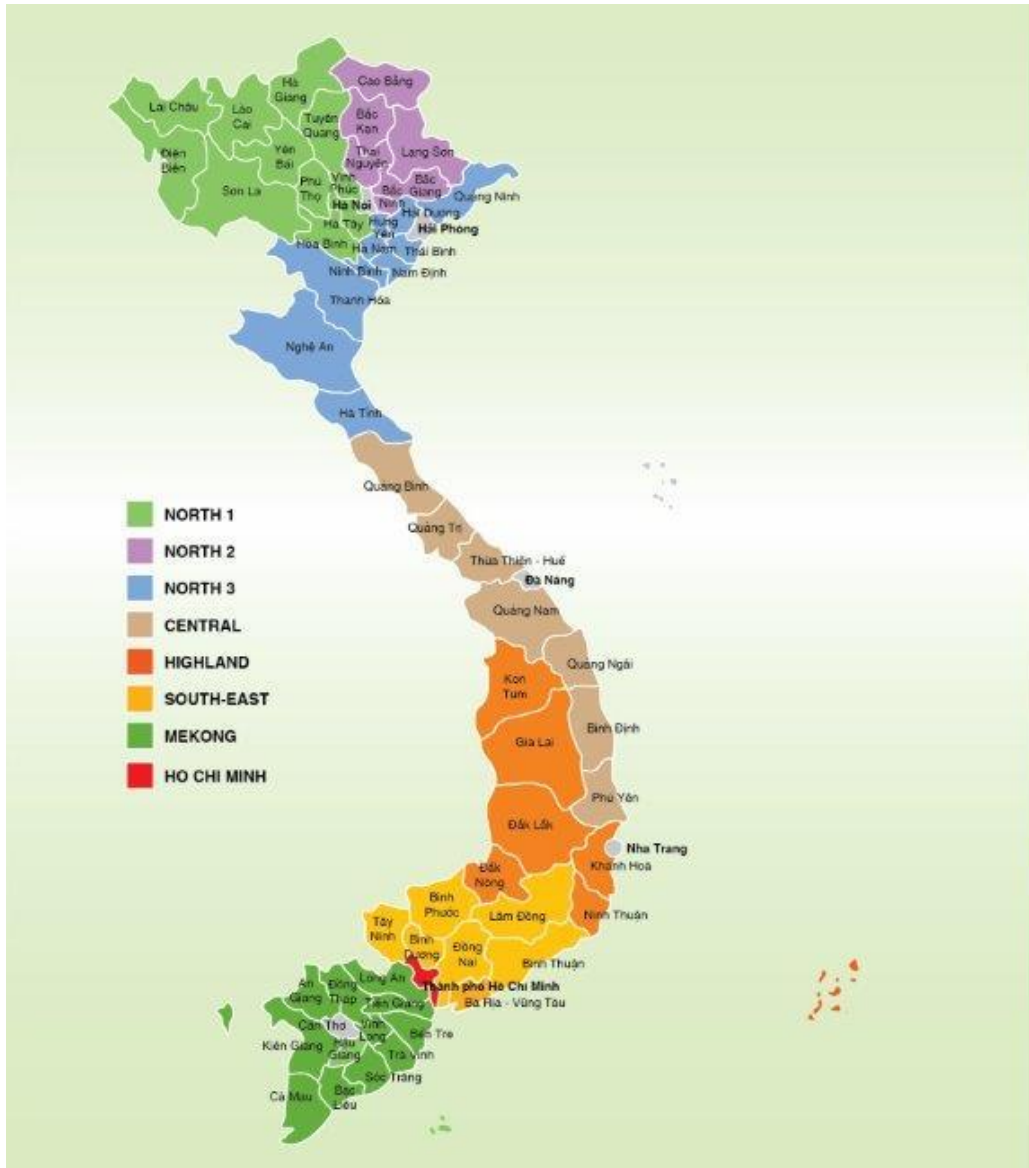 Cao Bằng
Hà
Giang
Lai Châu
Lào
Cai
Bắc
Kạn
Tuyên
Quang
Điện
Biên
Yên
Bái
Thái
Nguyên
Lạng Sơn
Sơn La
Phú
Thọ
Vĩnh
Phúc
Bắc
Giang
Bắc
Ninh
Quảng Ninh
Hà Nội
Hải Dương
Hà Tây
Hưng
Yên
Hải Phòng
Hòa Bình
Hà Nam
Thái Bình
Ninh Bình
Nam Định
Thanh Hóa
Nghệ An
Hà Tĩnh
Quảng Bình
Quảng Trị
Thừa Thiên - Huế
Đà Nẵng
Quảng Nam
Quảng Ngãi
Kon
Tum
Bình Định
Gia Lai
Phú Yên
Đắk Lắk
Nha Trang
Khánh Hoà
Đắk
Nông
Ninh Thuận
Bình
Phước
Lâm Đồng
Tây
Ninh
Bình
Dương
Đồng
Nai
Bình Thuận
Thành phố Hồ Chí Minh
Bà Rịa - Vũng Tàu
Long An
An
Giang
Đồng
Tháp
Tiền Giang
Cần Thơ
Vĩnh
Long
Bến Tre
Kiên Giang
Hậu
Giang
Trà Vinh
Sóc Trăng
Cà Mau
Bạc
Liêu
NORTH 1
NORTH 2
NORTH 3
CENTRAL
HIGHLAND
SOUTH-EAST
MEKONG
HO CHI MINH